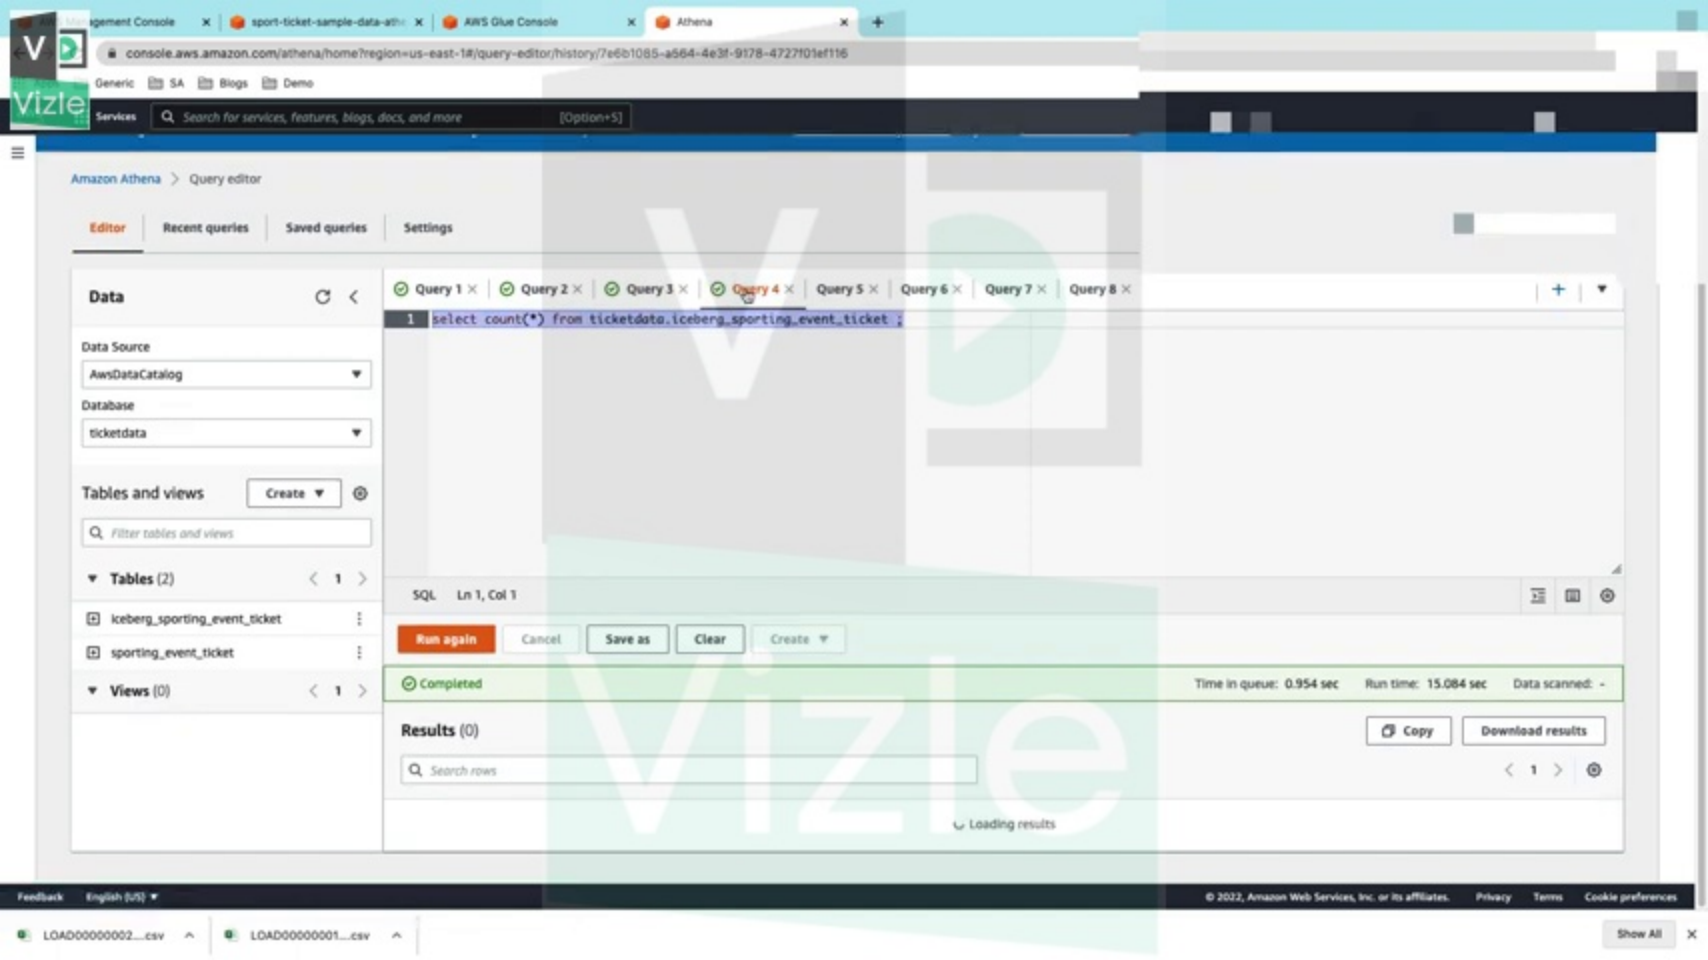 AWS Management Console
sport-ticket-sample-data-athe
AWS Glue Console
Athena
console.aws.amazon.com/athena/home?region=us-east-1#/query-editor/history/7e6b1085-a564-4e3f-9178-4727f01ef116
Generic SA Blogs Demo
V
Vizle
Services Search for services, features, blogs, docs, and more [Option+S]
Amazon Athena > Query editor
Editor Recent queries Saved queries Settings
Data
Query 1 Query 2 Query 3 Query 4 Query 5 Query 6 Query 7 Query 8
1 select count(*) from ticketdata.iceberg_sporting_event_ticket ;
Data Source
AwsDataCatalog
Database
ticketdata
Tables and views Create
Filter tables and views
Tables (2) < 1 >
iceberg_sporting_event_ticket
sporting_event_ticket
Views (0) < 1 >
V
SQL Ln 1, Col 1
Run again Cancel Save as Clear Create
Completed Time in queue: 0.954 sec Run time: 15.084 sec Data scanned: -
Results (0) Copy Download results
Search rows < 1 >
Loading results
Vizle
Feedback English (US) © 2022, Amazon Web Services, Inc. or its affiliates. Privacy Terms Cookie preferences
LOAD00000002....csv LOAD00000001....csv Show All